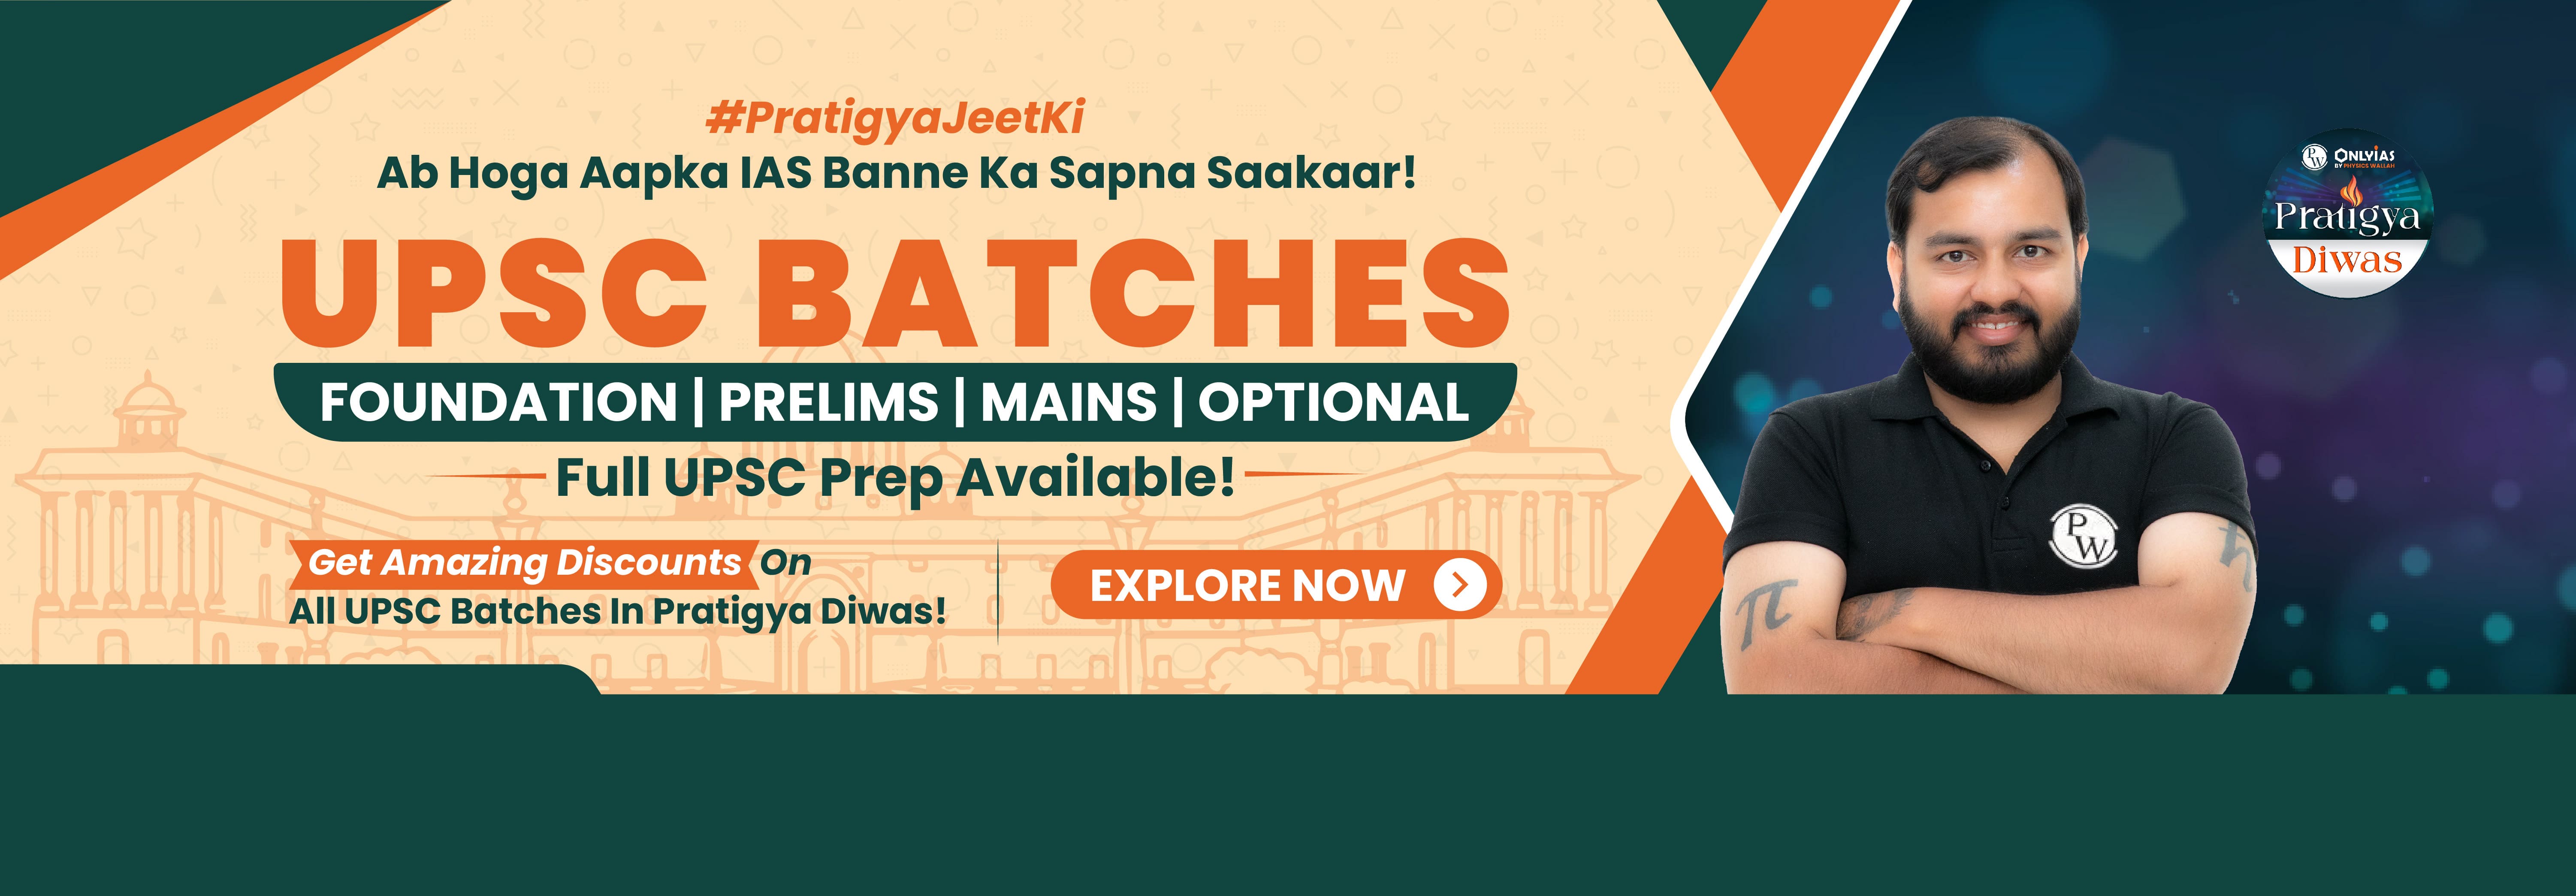 #PratigyaJeetKi
Ab Hoga Aapka IAS Banne Ka Sapna Saakaar!
UPSC BATCHES
FOUNDATION | PRELIMS | MAINS | OPTIONAL
Full UPSC Prep Available!
Get Amazing Discounts On
All UPSC Batches In Pratigya Diwas!
EXPLORE NOW
PW
ONLYIAS
BY PHYSICS WALLAH
Pratigya
Diwas
PW
π
ℏ